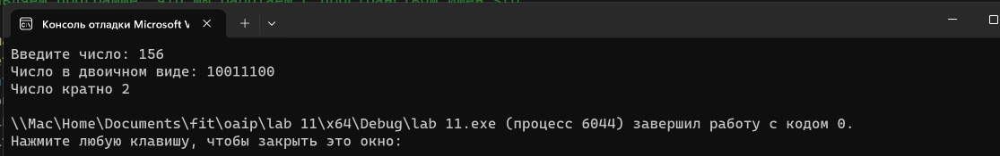 Консоль отладки Microsoft V
Введите число: 156
Число в двоичном виде: 10011100
Число кратно 2
\\Mac\Home\Documents\fit\oaip\lab 11\x64\Debug\lab 11.exe (процесс 6044) завершил работу с кодом 0.
Нажмите любую клавишу, чтобы закрыть это окно: